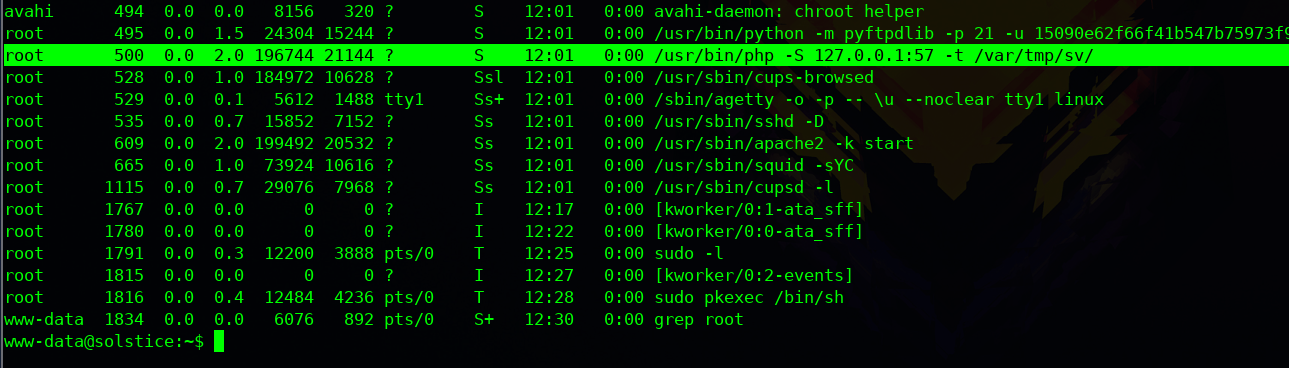 avahi 494 0.0 0.0 8156 320 ? S 12:01 0:00 avahi-daemon: chroot helper
root 495 0.0 1.5 24304 15244 ? S 12:01 0:00 /usr/bin/python -m pyftpdlib -p 21 -u 15090e62f66f41b547b75973f9
root 500 0.0 2.0 196744 21144 ? S 12:01 0:00 /usr/bin/php -S 127.0.0.1:57 -t /var/tmp/sv/
root 528 0.0 1.0 184972 10628 ? Ssl 12:01 0:00 /usr/sbin/cups-browsed
root 529 0.0 0.1 5612 1488 tty1 Ss+ 12:01 0:00 /sbin/agetty -o -p -- \u --noclear tty1 linux
root 535 0.0 0.7 15852 7152 ? Ss 12:01 0:00 /usr/sbin/sshd -D
root 609 0.0 2.0 199492 20532 ? Ss 12:01 0:00 /usr/sbin/apache2 -k start
root 665 0.0 1.0 73924 10616 ? Ss 12:01 0:00 /usr/sbin/squid -sYC
root 1115 0.0 0.7 29076 7968 ? Ss 12:01 0:00 /usr/sbin/cupsd -l
root 1767 0.0 0.0 0 0 ? I 12:17 0:00 [kworker/0:1-ata_sff]
root 1780 0.0 0.0 0 0 ? I 12:22 0:00 [kworker/0:0-ata_sff]
root 1791 0.0 0.3 12200 3888 pts/0 T 12:25 0:00 sudo -l
root 1815 0.0 0.0 0 0 ? I 12:27 0:00 [kworker/0:2-events]
root 1816 0.0 0.4 12484 4236 pts/0 T 12:28 0:00 sudo pkexec /bin/sh
www-data 1834 0.0 0.0 6076 892 pts/0 S+ 12:30 0:00 grep root
www-data@solstice:~$